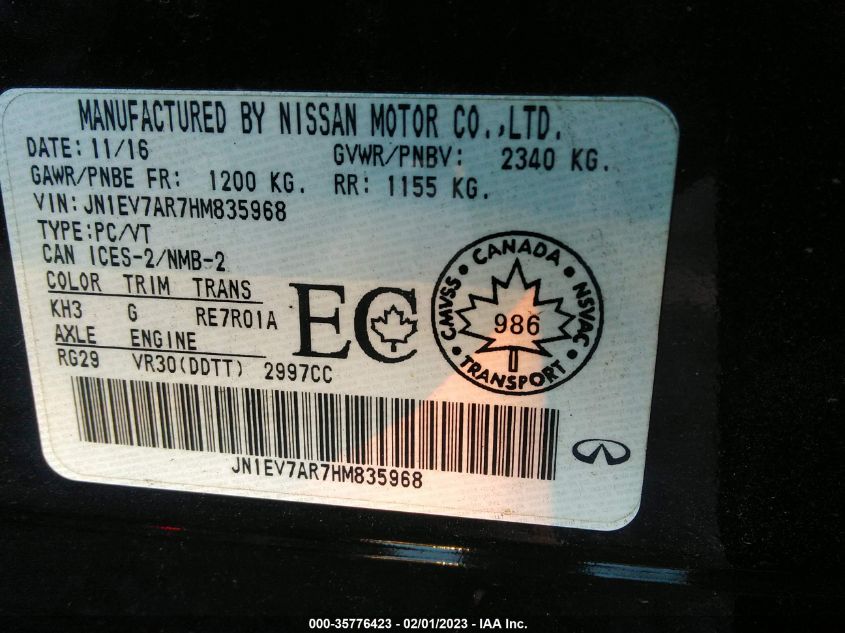 MANUFACTURED BY NISSAN MOTOR CO.,LTD.
DATE: 11/16 GVWR/PNBV: 2340 KG.
GAWR/PNBE FR: 1200 KG. RR: 1155 KG.
VIN: JN1EV7AR7HM835968
TYPE:PC/VT
CAN ICES-2/NMB-2
COLOR TRIM TRANS
KH3 G RE7R01A
AXLE ENGINE
RG29 VR30(DDTT) 2997CC
EC
CANADA
CMVSS
NSVAC
986
TRANSPORT
JN1EV7AR7HM835968
000-35776423 - 02/01/2023 - IAA Inc.